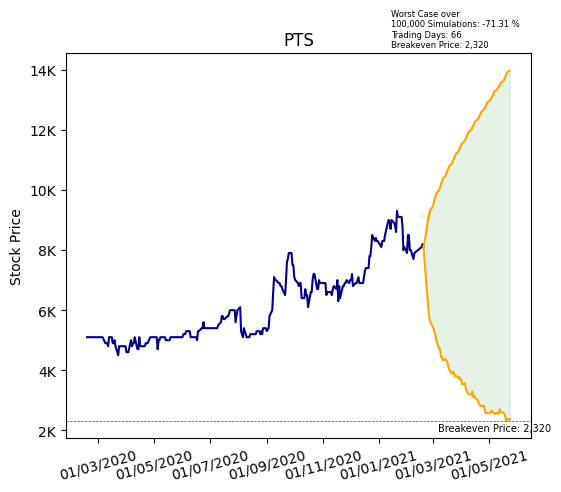 Worst Case over
100,000 Simulations: -71.31 %
Trading Days: 66
Breakeven Price: 2,320
PTS
Stock Price
14K
12K
10K
8K
6K
4K
2K
Breakeven Price: 2,320
01/03/2020
01/05/2020
01/07/2020
01/09/2020
01/11/2020
01/01/2021
01/03/2021
01/05/2021